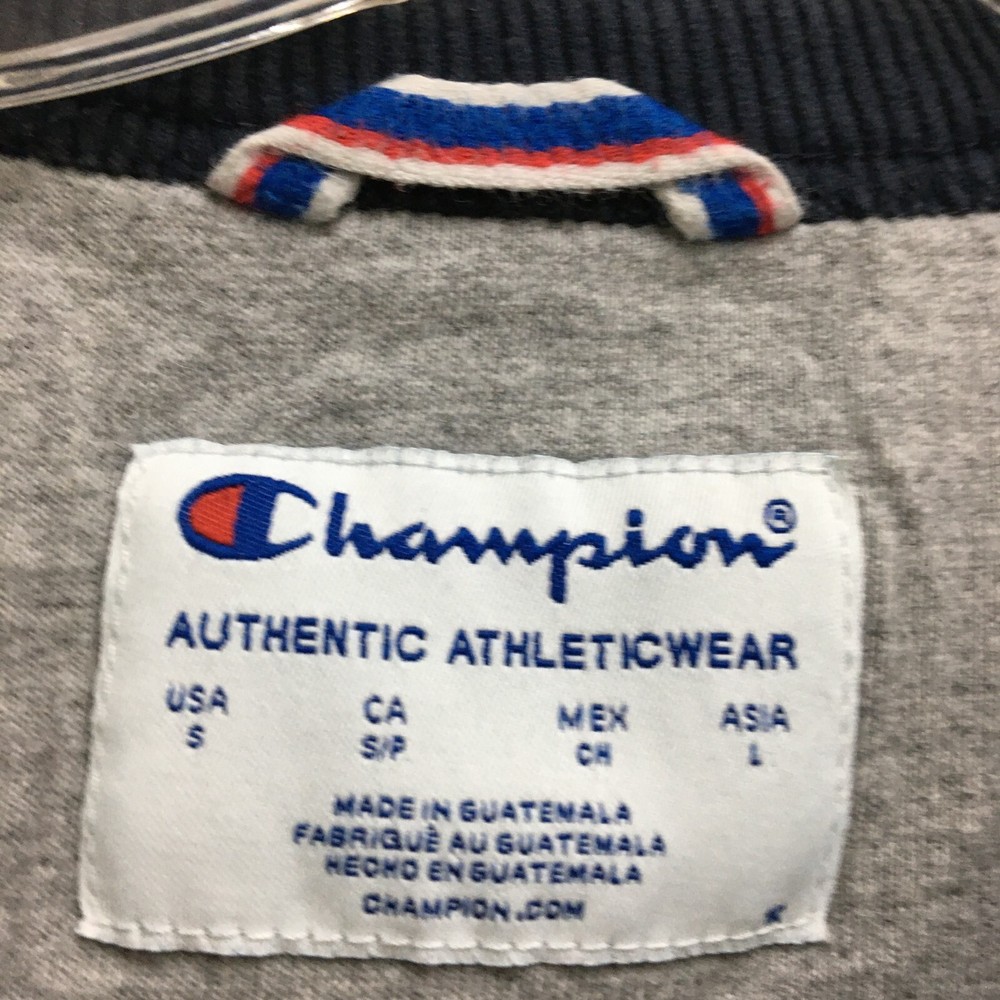 Champion®
AUTHENTIC ATHLETICWEAR
USA CA MEX ASIA
S S/P CH L
MADE IN GUATEMALA
FABRIQUÈ AU GUATEMALA
HECHO EN GUATEMALA
CHAMPION.COM